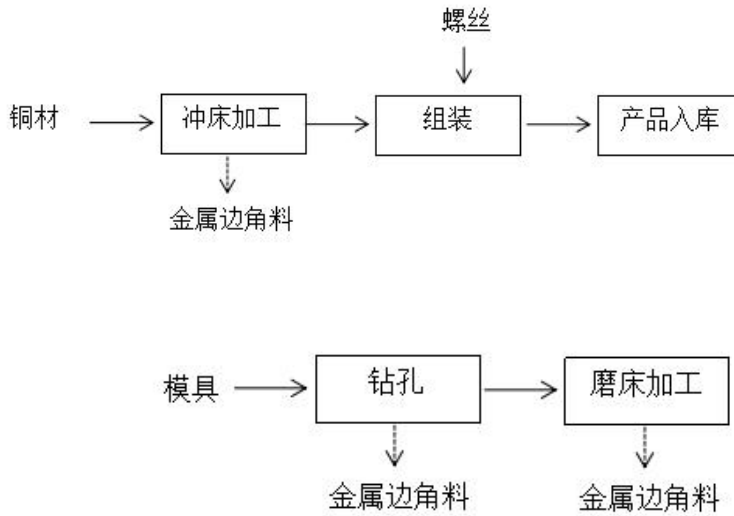 螺丝
铜材
冲床加工
组装
产品入库
金属边角料
模具
钻孔
磨床加工
金属边角料
金属边角料